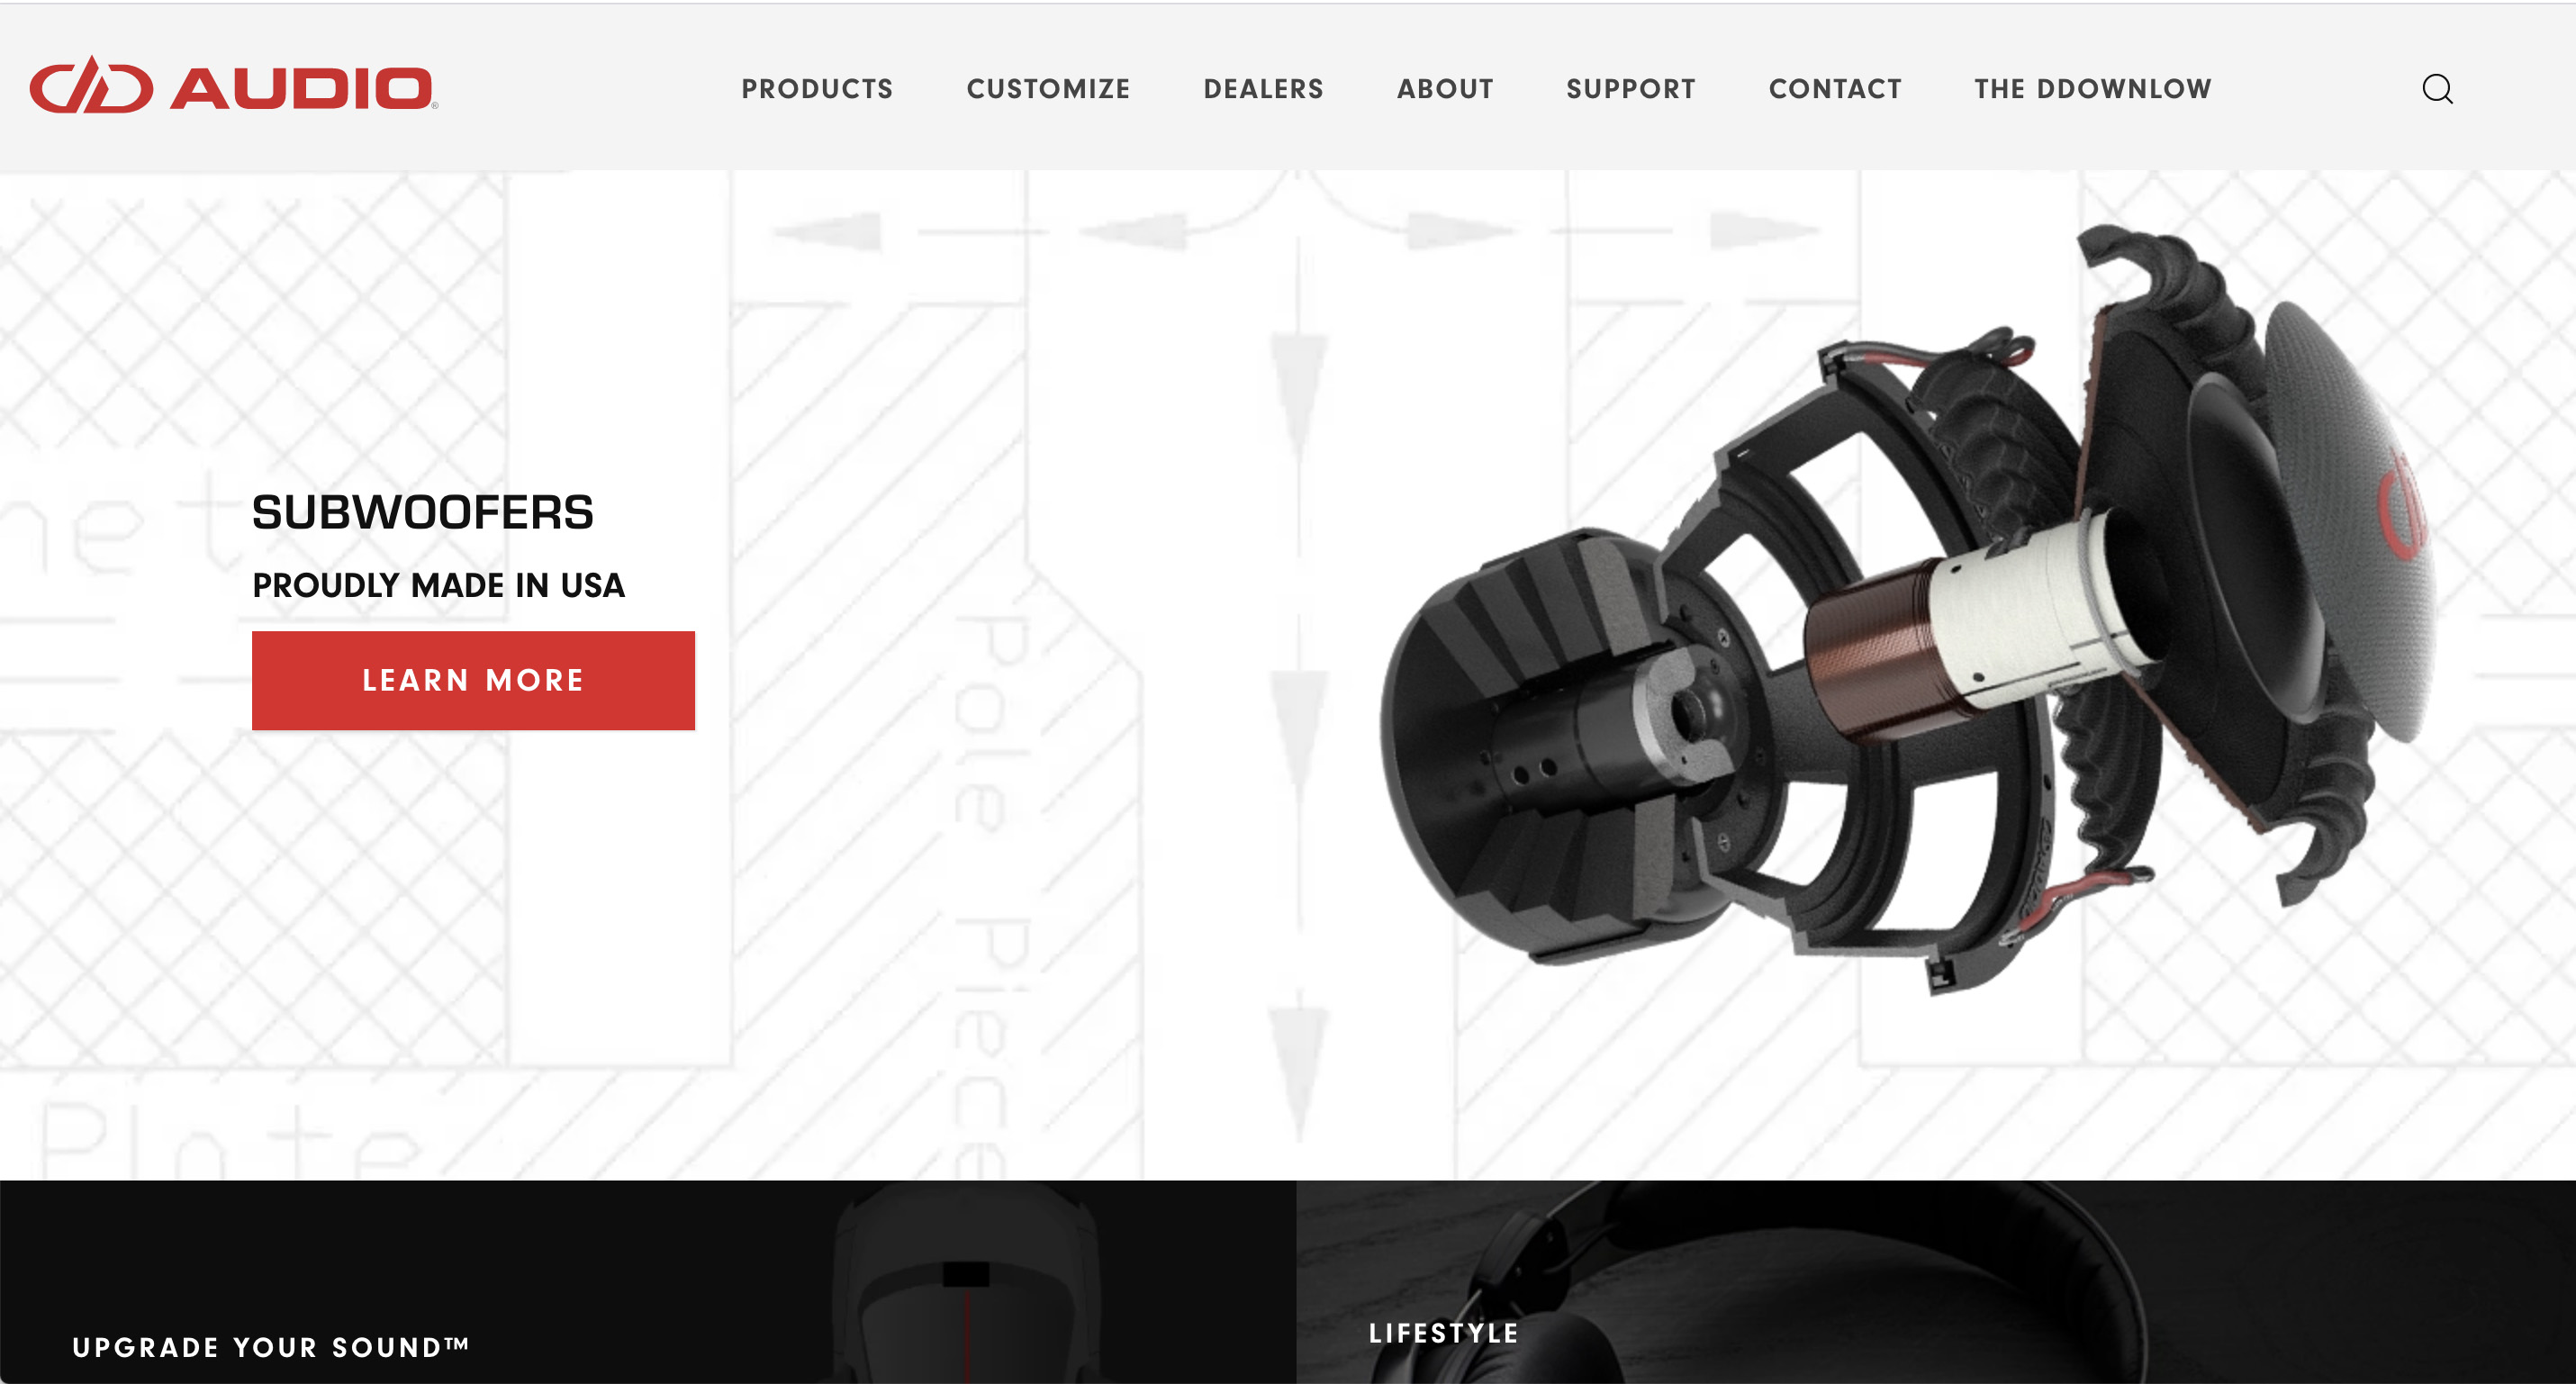 AUDIO®
PRODUCTS CUSTOMIZE DEALERS ABOUT SUPPORT CONTACT THE DDOWNLOW
SUBWOOFERS
PROUDLY MADE IN USA
LEARN MORE
net
Pole Piece
Plate
UPGRADE YOUR SOUND™
LIFESTYLE